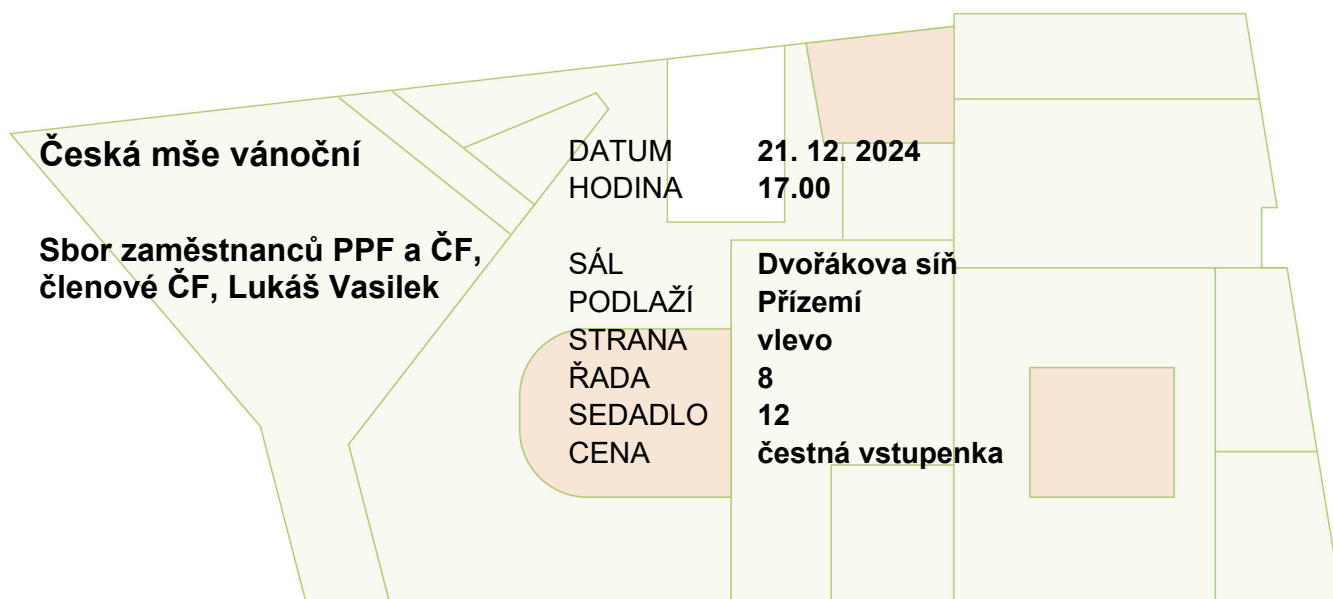 Česká mše vánoční
Sbor zaměstnanců PPF a ČF,
členové ČF, Lukáš Vasilek
DATUM 21. 12. 2024
HODINA 17.00
SÁL Dvořákova síň
PODLAŽÍ Přízemí
STRANA vlevo
ŘADA 8
SEDADLO 12
CENA čestná vstupenka